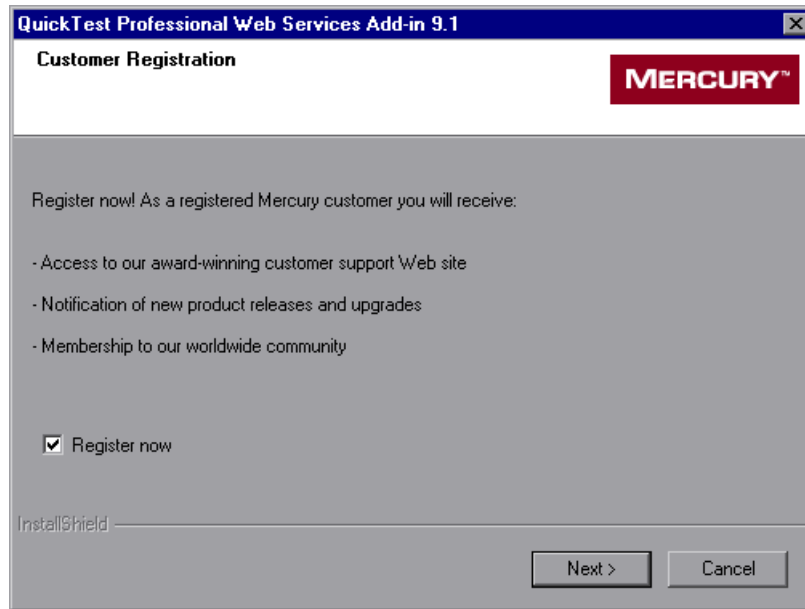 QuickTest Professional Web Services Add-in 9.1
Customer Registration
MERCURY™
Register now! As a registered Mercury customer you will receive:
- Access to our award-winning customer support Web site
- Notification of new product releases and upgrades
- Membership to our worldwide community
Register now
InstallShield
Next >
Cancel